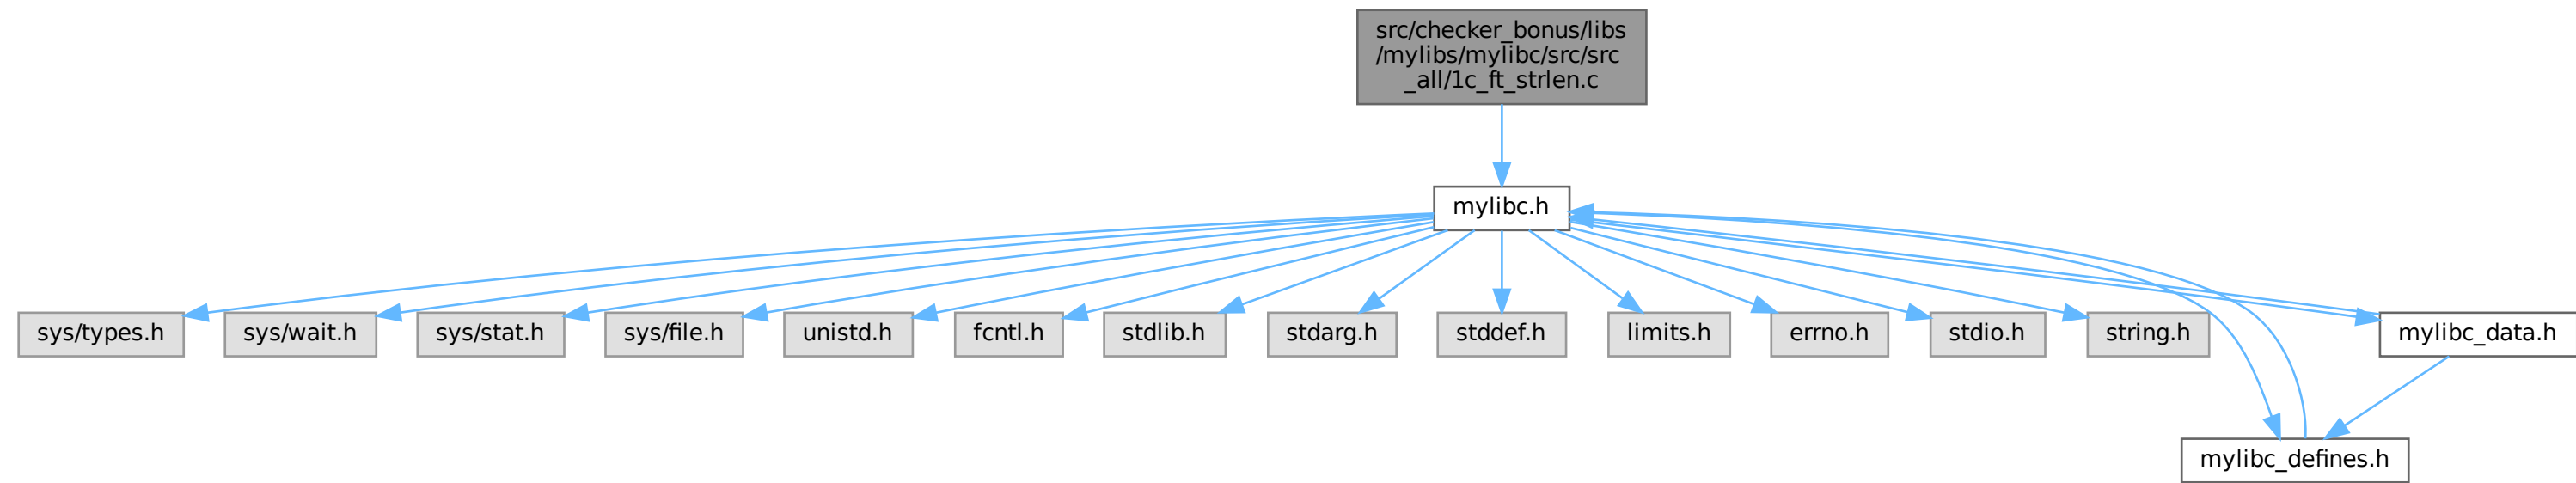 src/checker_bonus/libs
/mylibs/mylibc/src/src
_all/1c_ft_strlen.c
mylibc.h
sys/types.h
sys/wait.h
sys/stat.h
sys/file.h
unistd.h
fcntl.h
stdlib.h
stdarg.h
stddef.h
limits.h
errno.h
stdio.h
string.h
mylibc_data.h
mylibc_defines.h